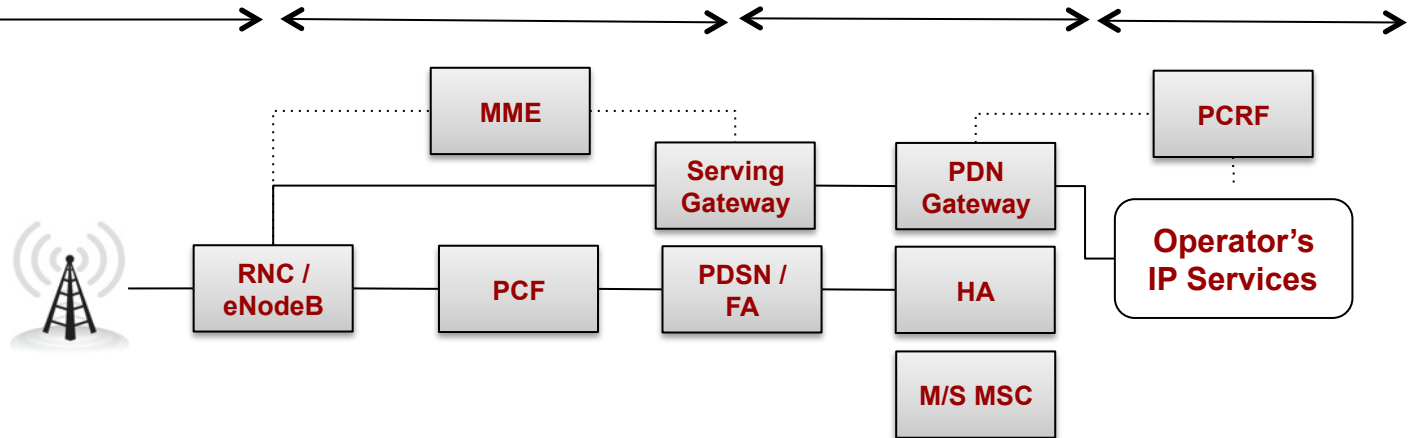 MME
PCRF
Serving
Gateway
PDN
Gateway
Operator’s
IP Services
RNC /
eNodeB
PCF
PDSN /
FA
HA
M/S MSC